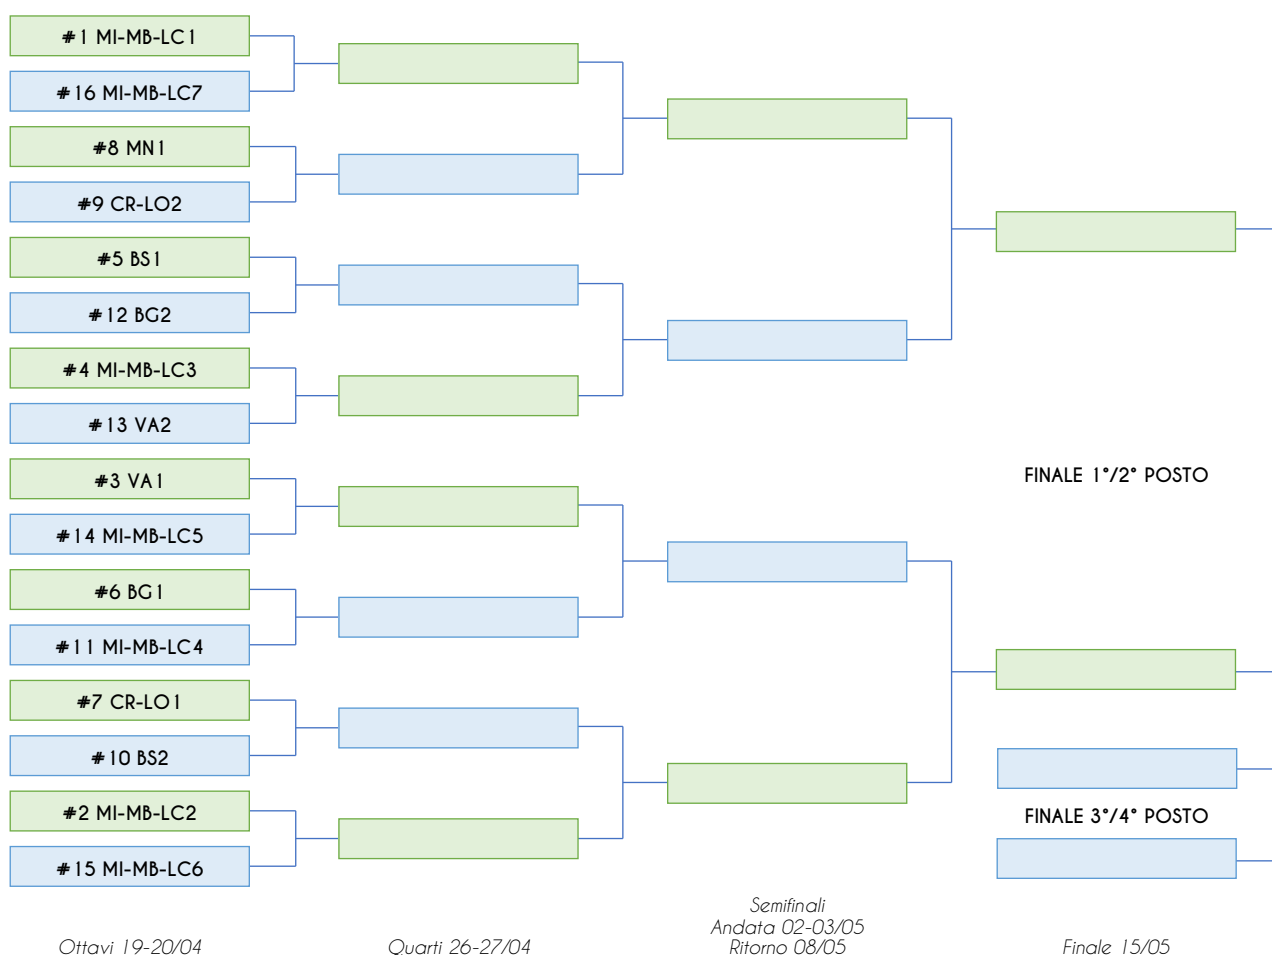 #1 MI-MB-LC1
#16 MI-MB-LC7
#8 MN1
#9 CR-LO2
#5 BS1
#12 BG2
#4 MI-MB-LC3
#13 VA2
#3 VA1
#14 MI-MB-LC5
#6 BG1
#11 MI-MB-LC4
#7 CR-LO1
#10 BS2
#2 MI-MB-LC2
#15 MI-MB-LC6
FINALE 1°/2° POSTO
FINALE 3°/4° POSTO
Ottavi 19-20/04
Quarti 26-27/04
Semifinali
Andata 02-03/05
Ritorno 08/05
Finale 15/05